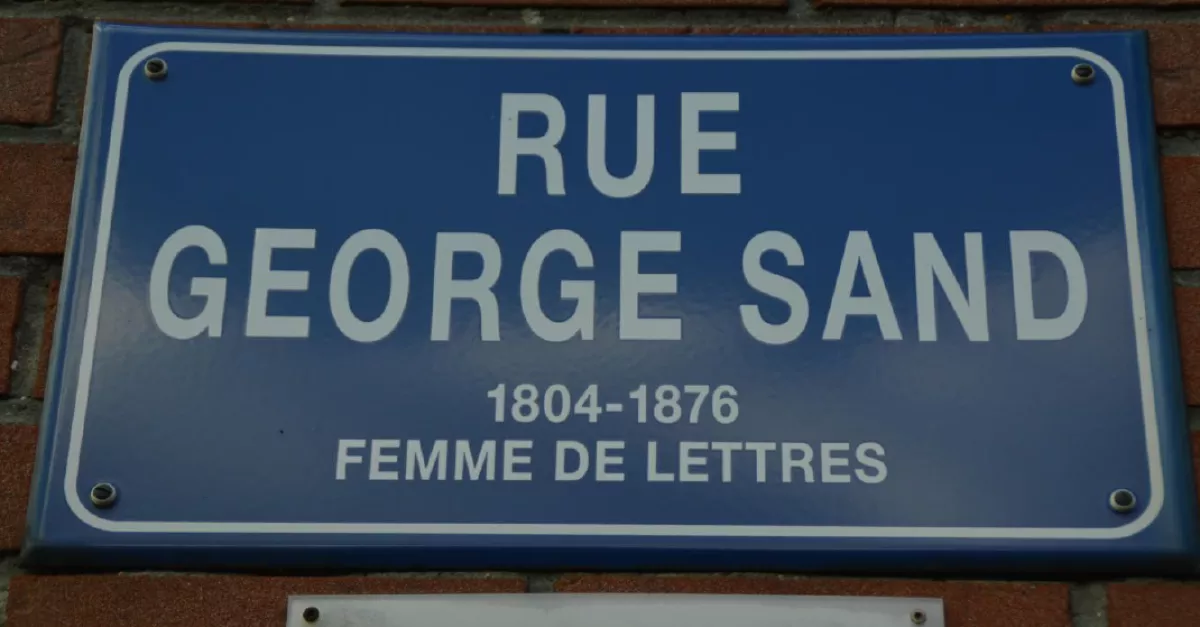 RUE
GEORGE SAND
1804-1876
FEMME DE LETTRES